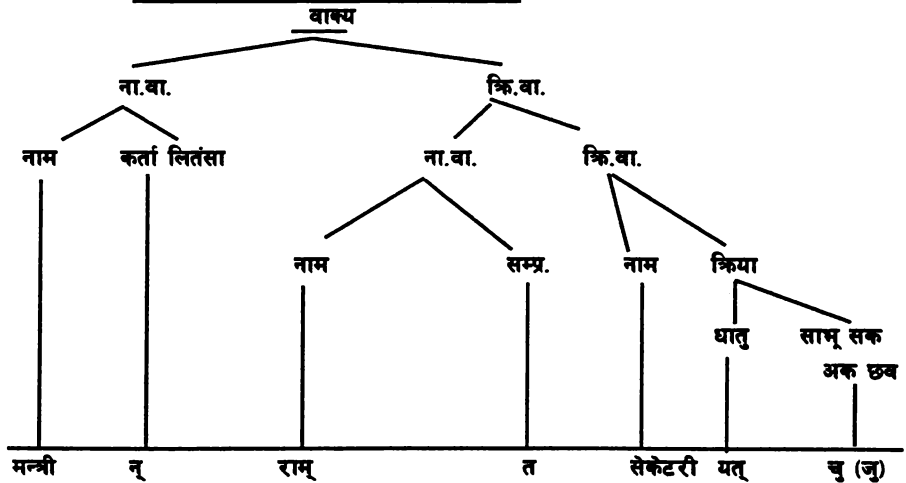 वाक्य
ना.वा. क्रि.वा.
नाम कर्ता लितंसा ना.वा. क्रि.वा.
नाम सम्प्र. नाम क्रिया
धातु साभू सक
अक छव
मन्त्री न् राम् त सेकेटरी यत् चु (जु)